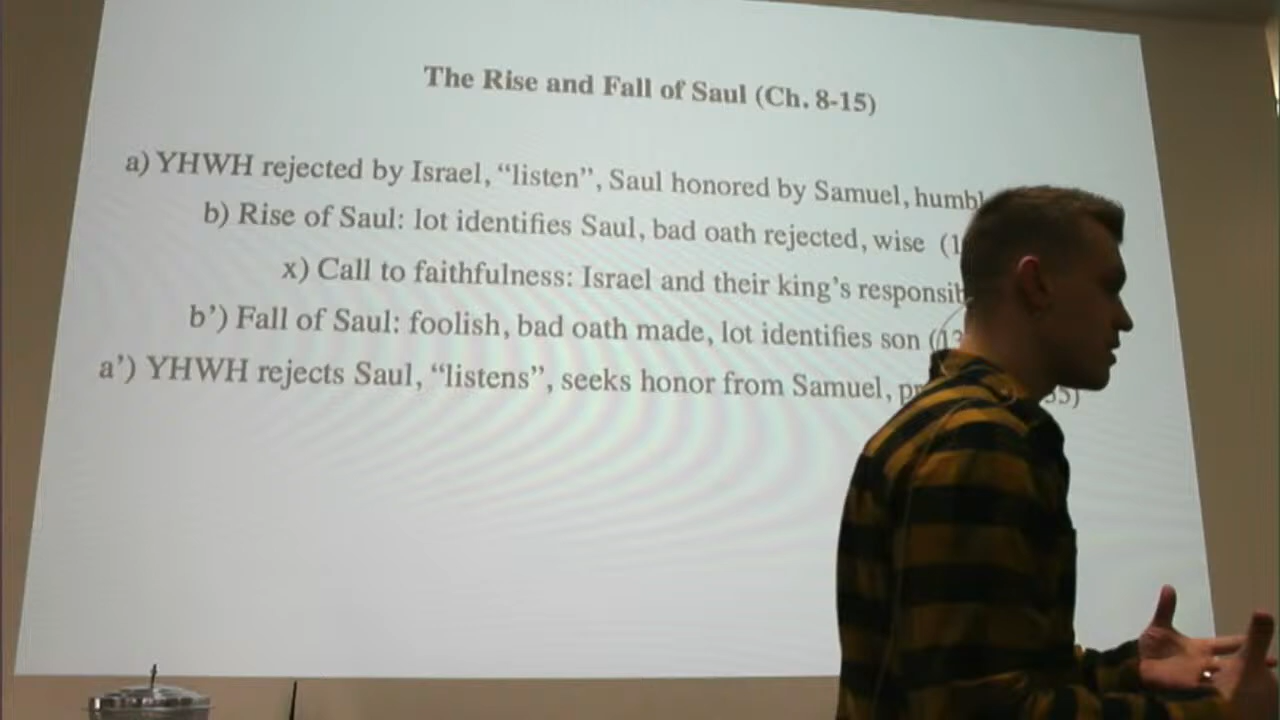 The Rise and Fall of Saul (Ch. 8-15)
a) YHWH rejected by Israel, “listen”, Saul honored by Samuel,
b) Rise of Saul: lot identifies Saul, bad oath rejected, wise
x) Call to faithfulness: Israel and their king’s
b’) Fall of Saul: foolish, bad oath made, lot identifies son
a’) YHWH rejects Saul, “listens”, seeks honor from Samuel,